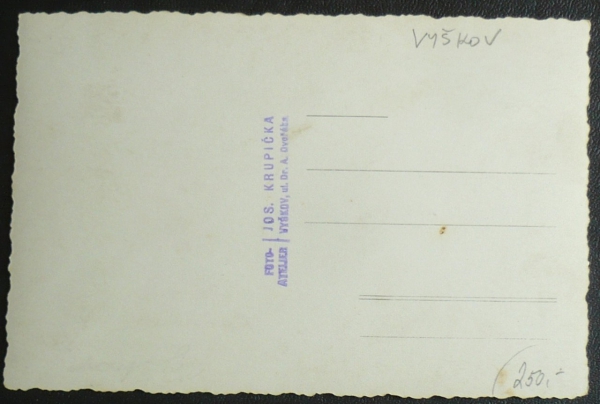 VYŠKOV
FOTO- JOS. KRUPIČKA
ATELIER VYŠKOV, ul. Dr. A. Dvořáka
250,-